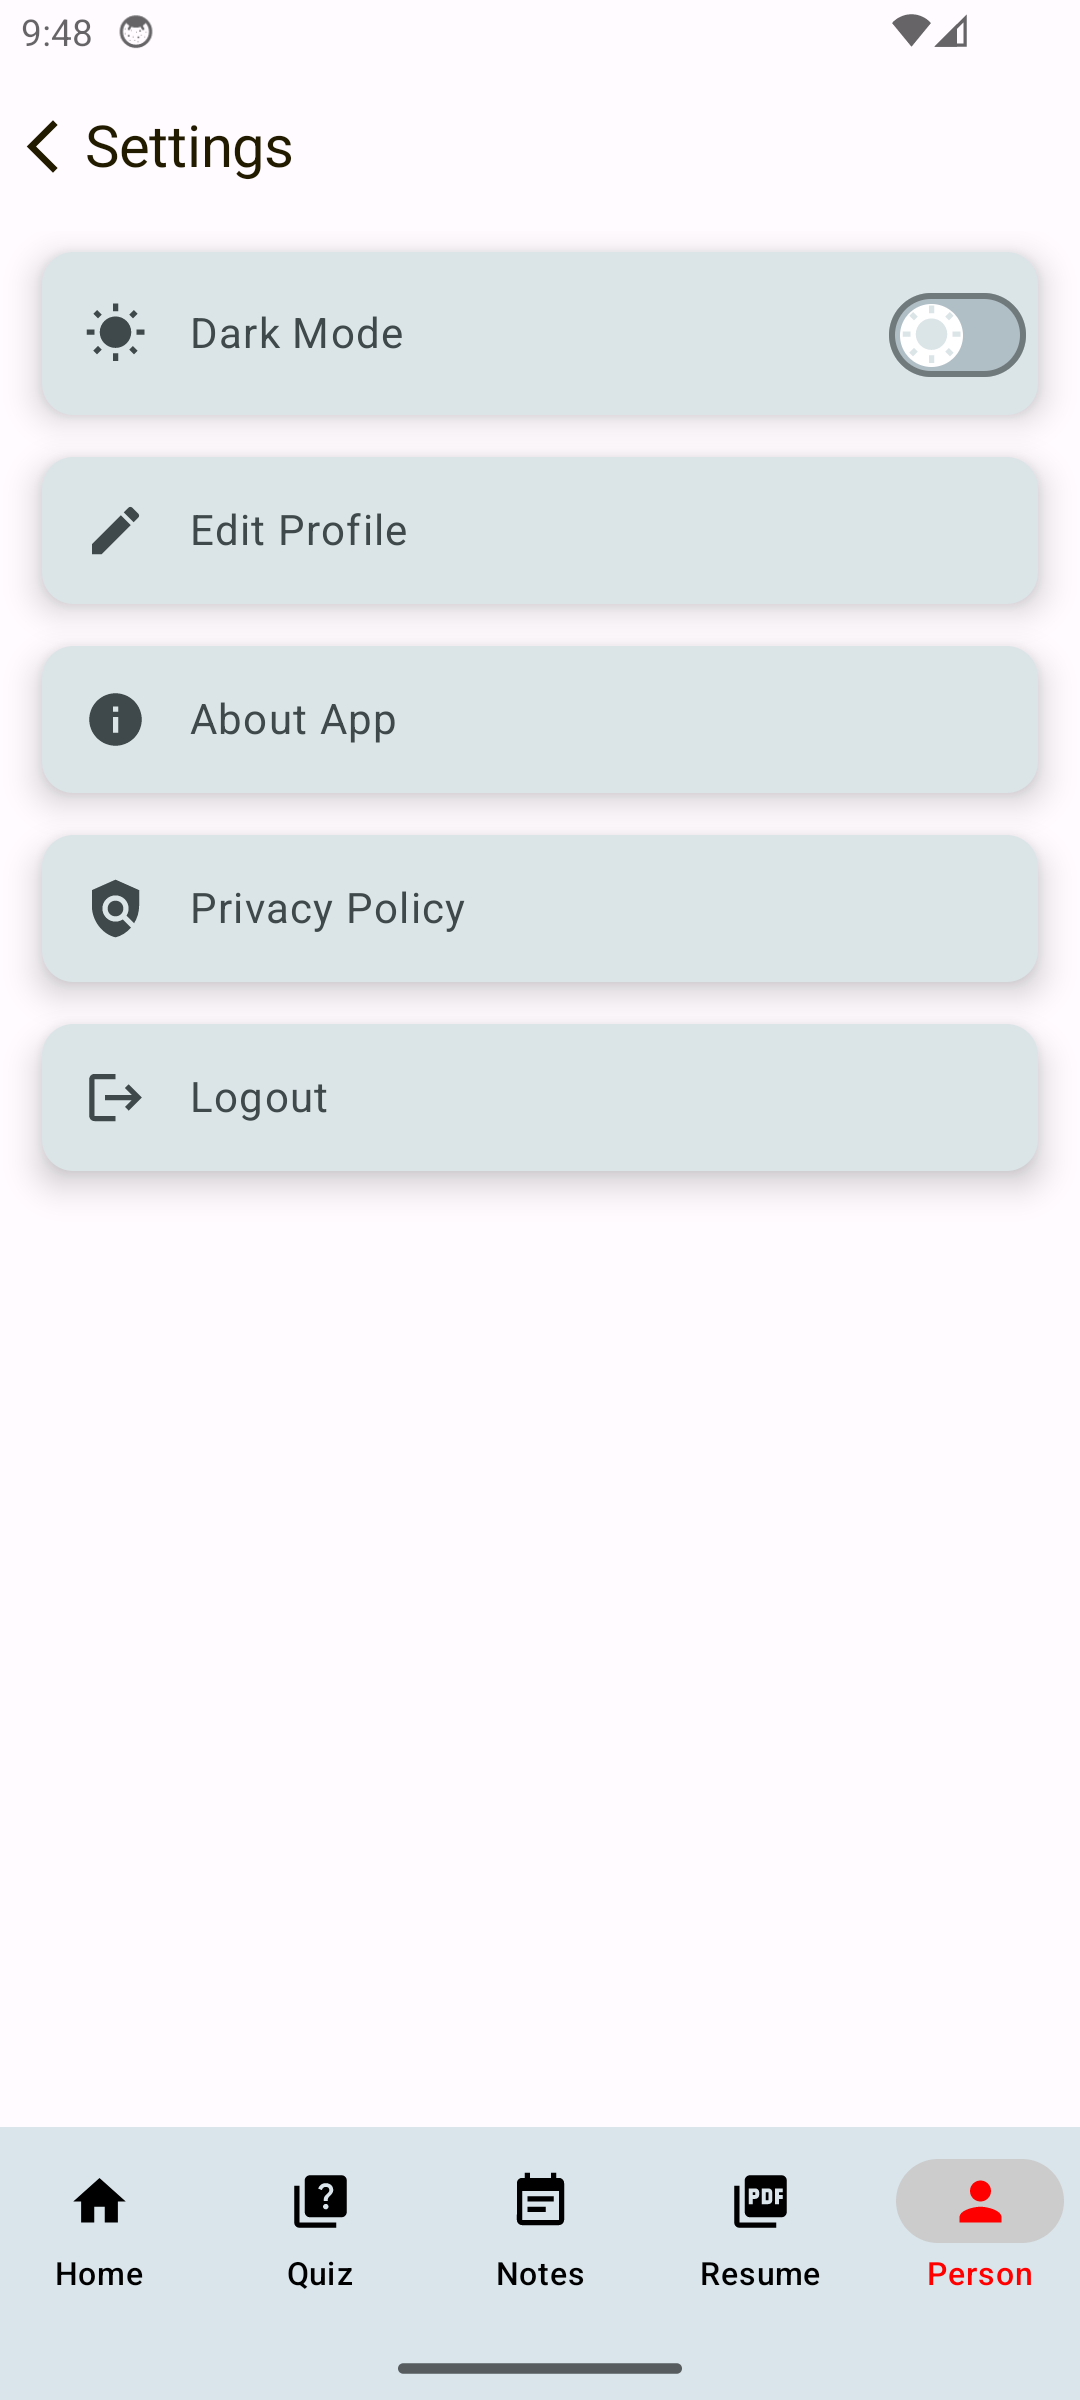 9:48
Settings
Dark Mode
Edit Profile
About App
Privacy Policy
Logout
?
PDF
Home
Quiz
Notes
Resume
Person